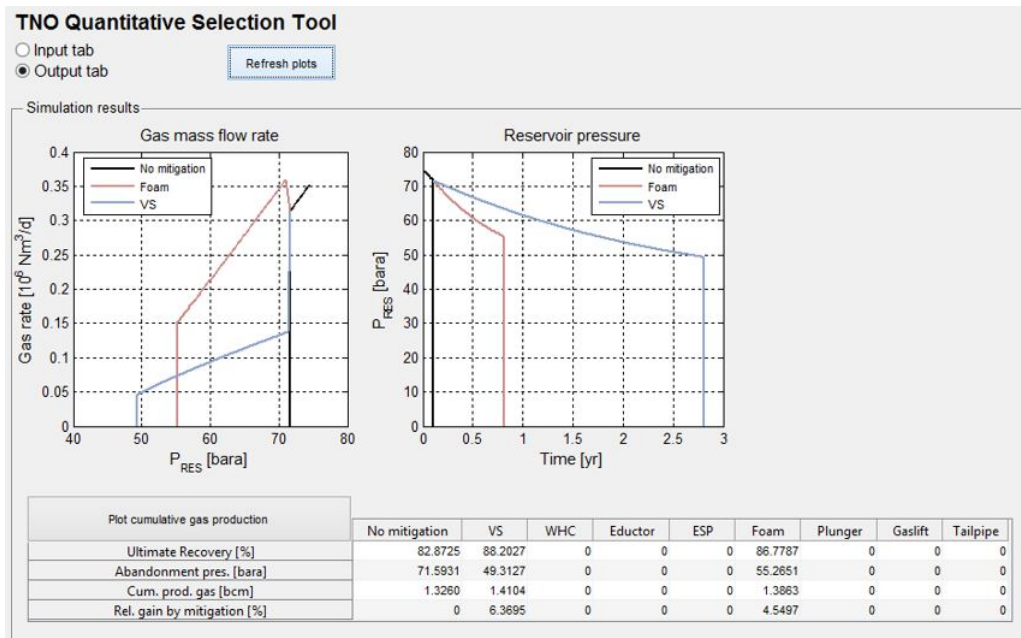 TNO Quantitative Selection Tool
Input tab
Output tab
Refresh plots
Simulation results
Gas mass flow rate
0.4
0.35
0.3
0.25
0.2
0.15
0.1
0.05
0
40 50 60 70 80
Gas rate [10^6 Nm^3/d]
P_RES [bara]
No mitigation
Foam
VS
Reservoir pressure
80
70
60
50
40
30
20
10
0
0 0.5 1 1.5 2 2.5 3
P_RES [bara]
Time [yr]
No mitigation
Foam
VS
Plot cumulative gas production
No mitigation VS WHC Eductor ESP Foam Plunger Gaslift Tailpipe
Ultimate Recovery [%] 82.8725 88.2027 0 0 0 86.7787 0 0 0
Abandonment pres. [bara] 71.5931 49.3127 0 0 0 55.2651 0 0 0
Cum. prod. gas [bcm] 1.3260 1.4104 0 0 0 1.3863 0 0 0
Rel. gain by mitigation [%] 0 6.3695 0 0 0 4.5497 0 0 0